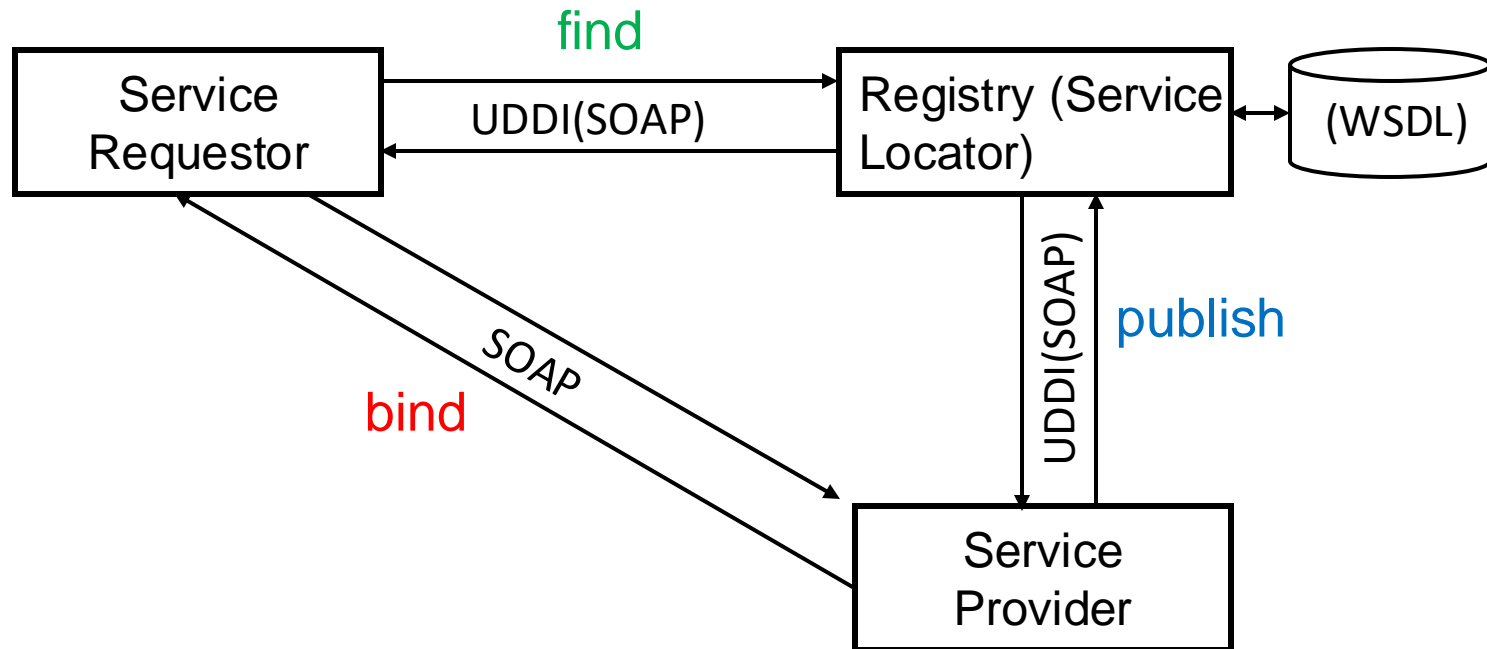 find
Service
Requestor
UDDI(SOAP)
Registry (Service
Locator)
(WSDL)
UDDI(SOAP)
publish
SOAP
bind
Service
Provider